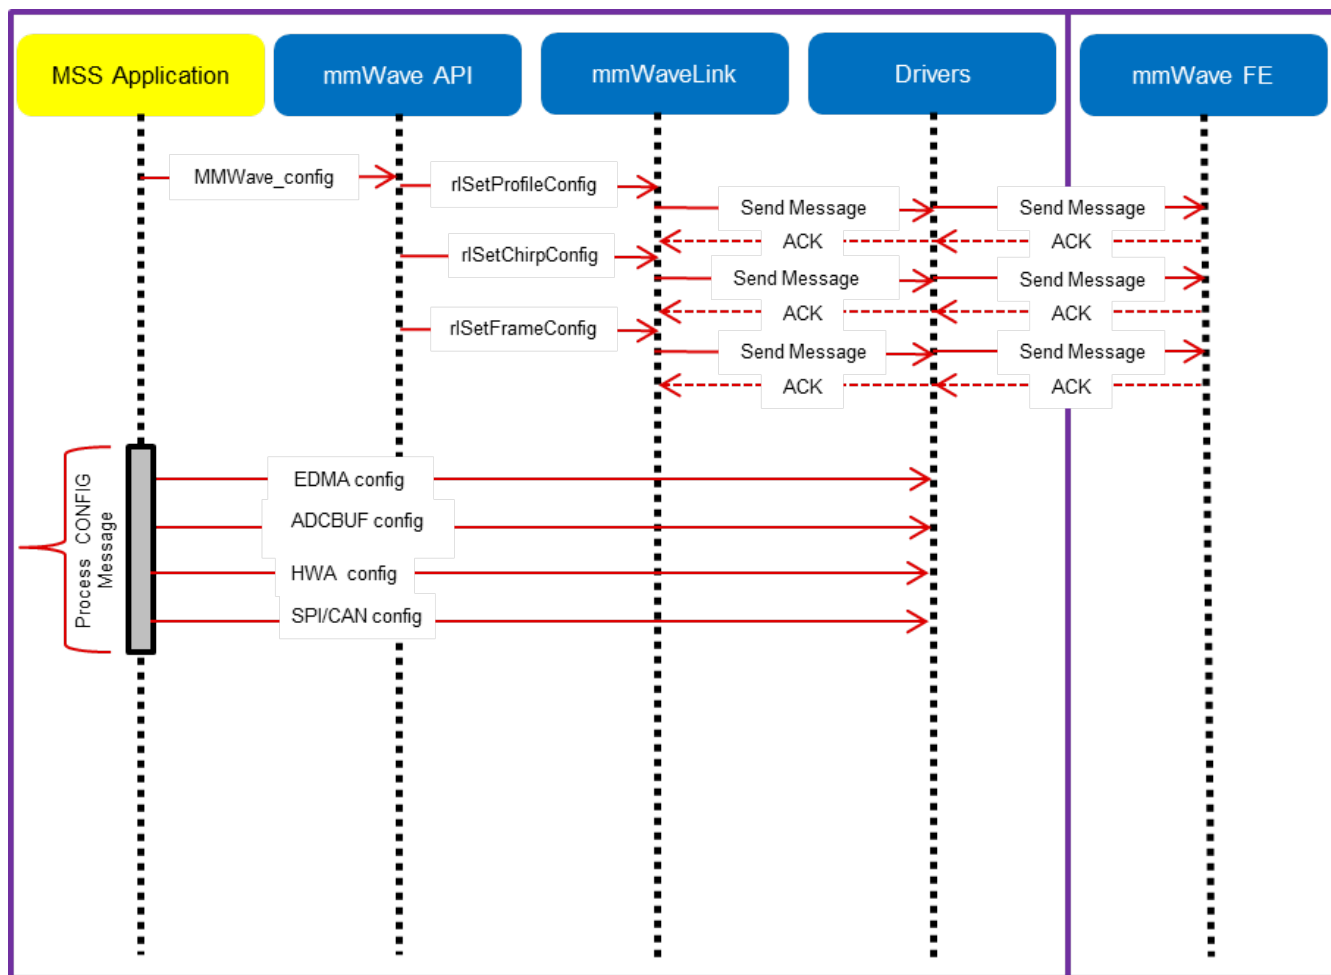 MSS Application
mmWave API
mmWaveLink
Drivers
mmWave FE
MMWave_config
rlSetProfileConfig
Send Message
Send Message
ACK
ACK
rlSetChirpConfig
Send Message
Send Message
ACK
ACK
rlSetFrameConfig
Send Message
Send Message
ACK
ACK
Process CONFIG
Message
EDMA config
ADCBUF config
HWA config
SPI/CAN config